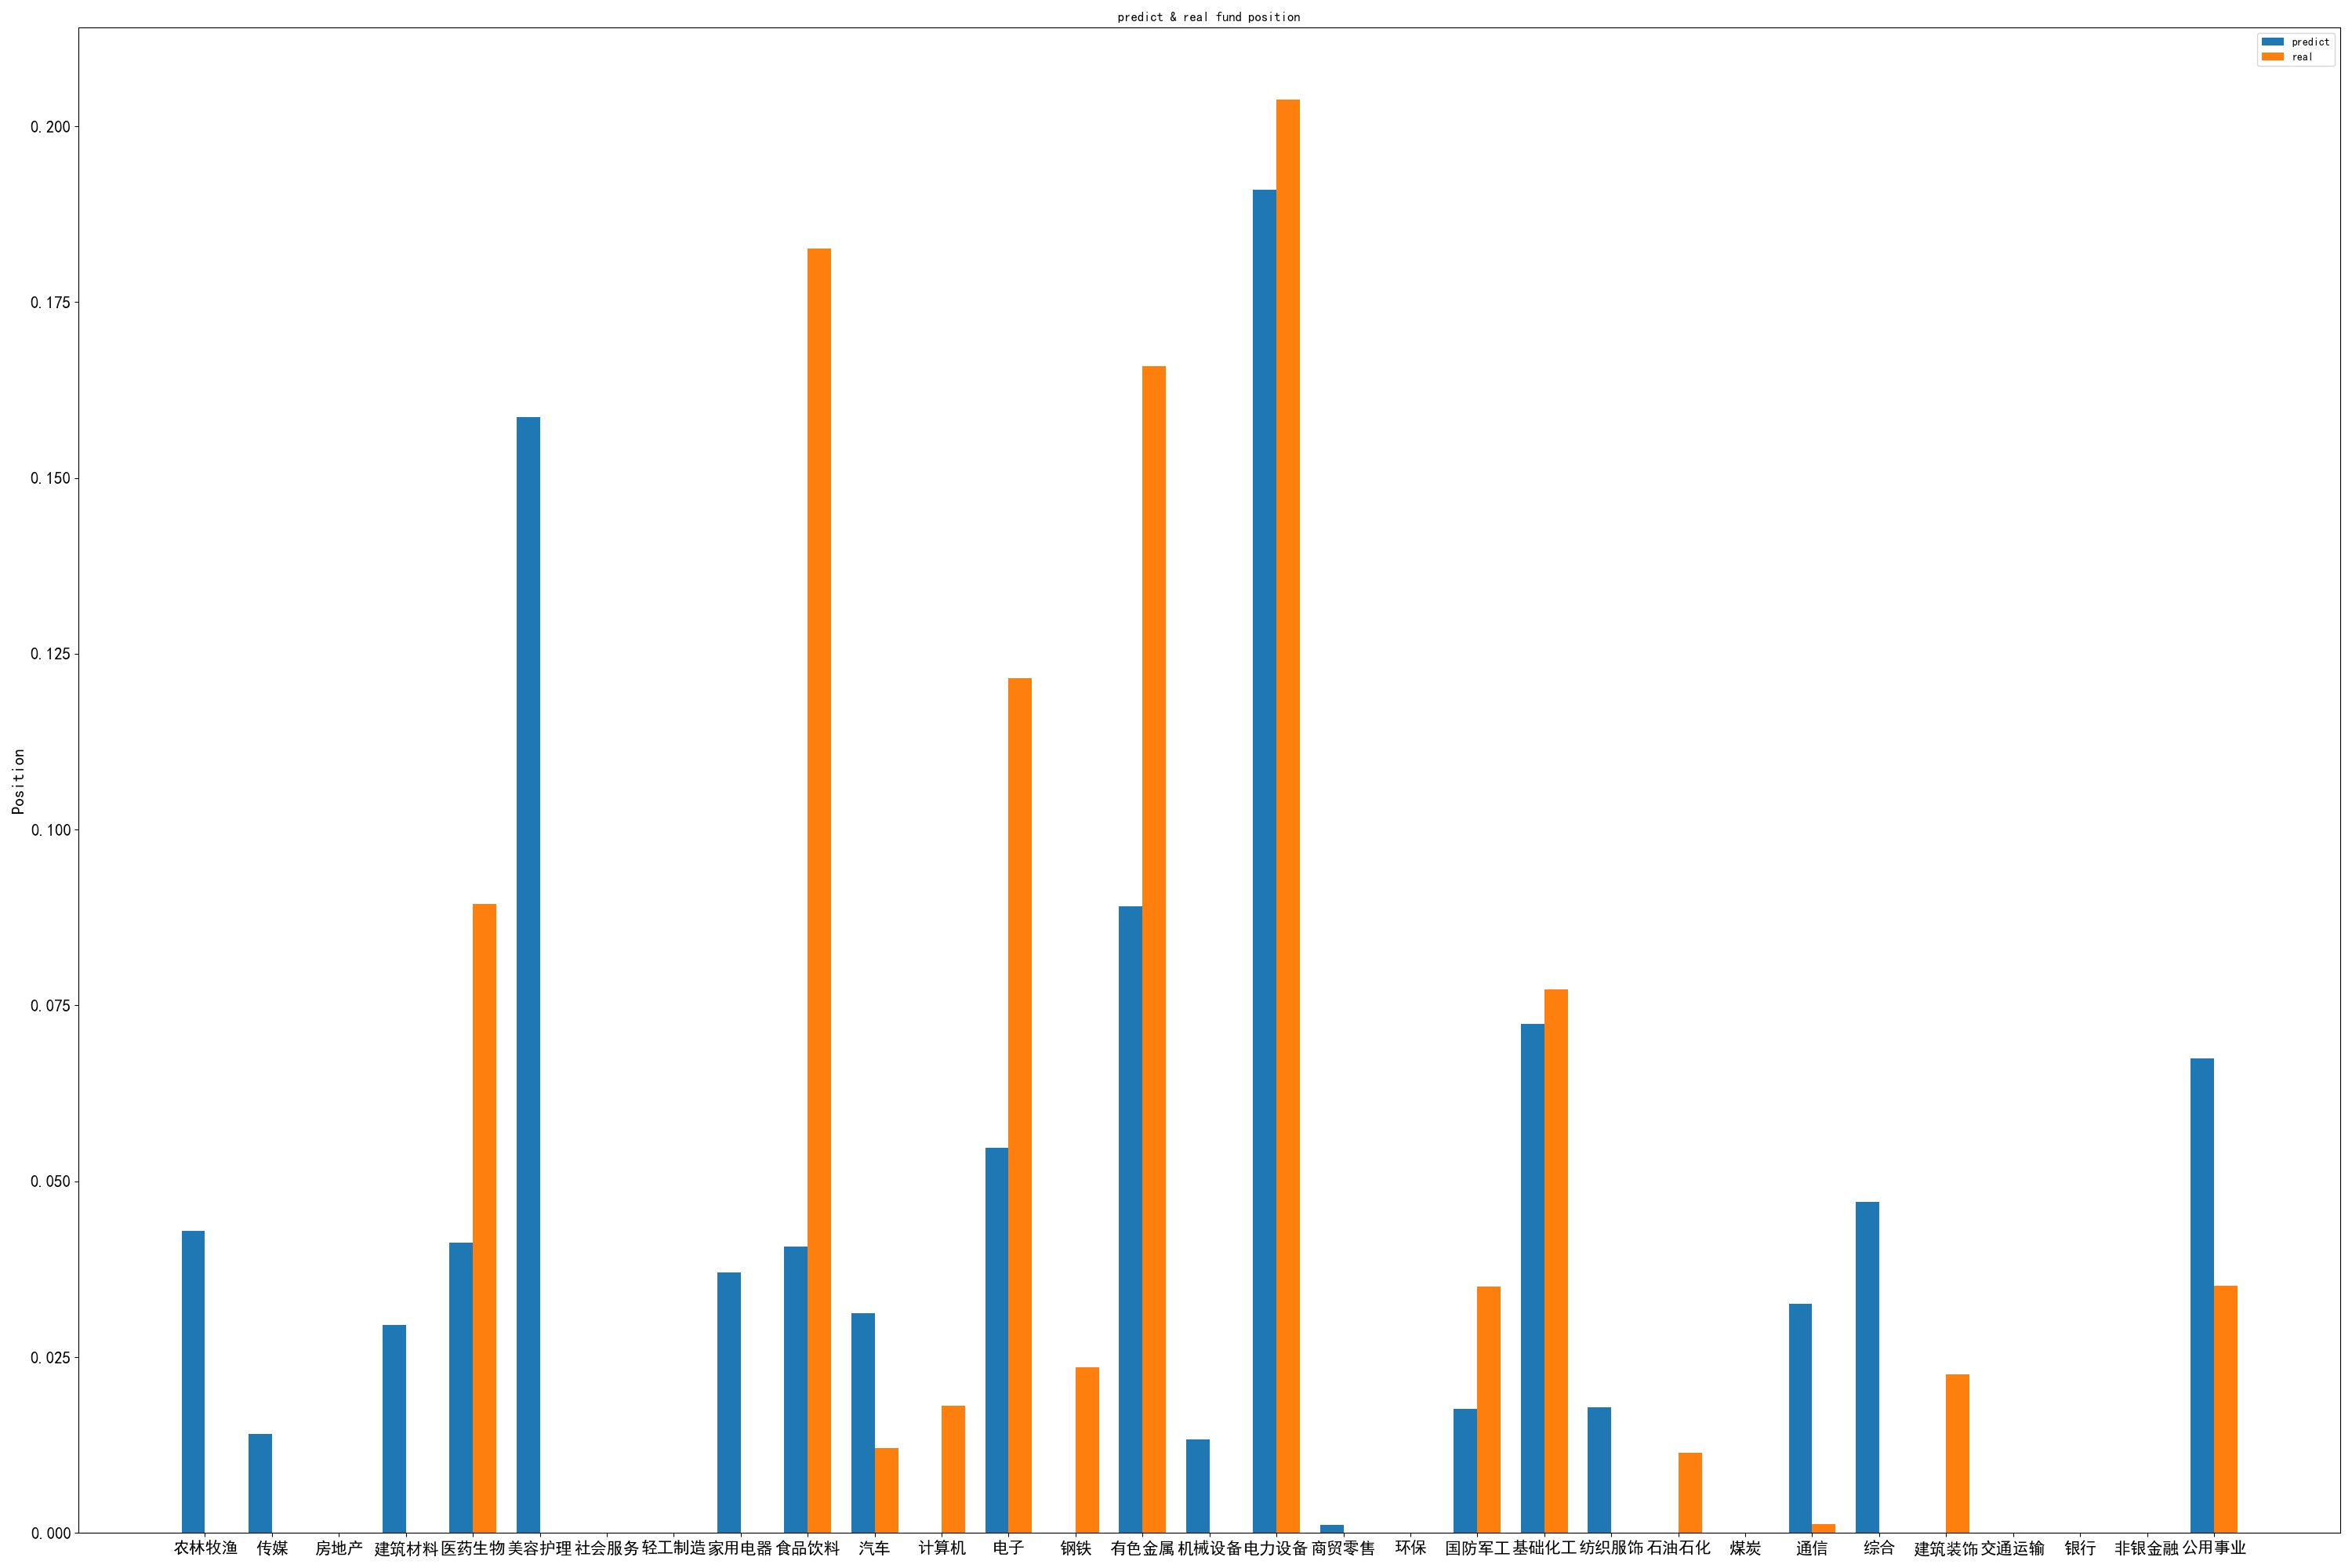 predict & real fund position
predict
real
Position
0.200
0.175
0.150
0.125
0.100
0.075
0.050
0.025
0.000
农林牧渔 传媒 房地产 建筑材料 医药生物 美容护理 社会服务 轻工制造 家用电器 食品饮料 汽车 计算机 电子 钢铁 有色金属 机械设备 电力设备 商贸零售 环保 国防军工 基础化工 纺织服饰 石油石化 煤炭 通信 综合 建筑装饰 交通运输 银行 非银金融 公用事业